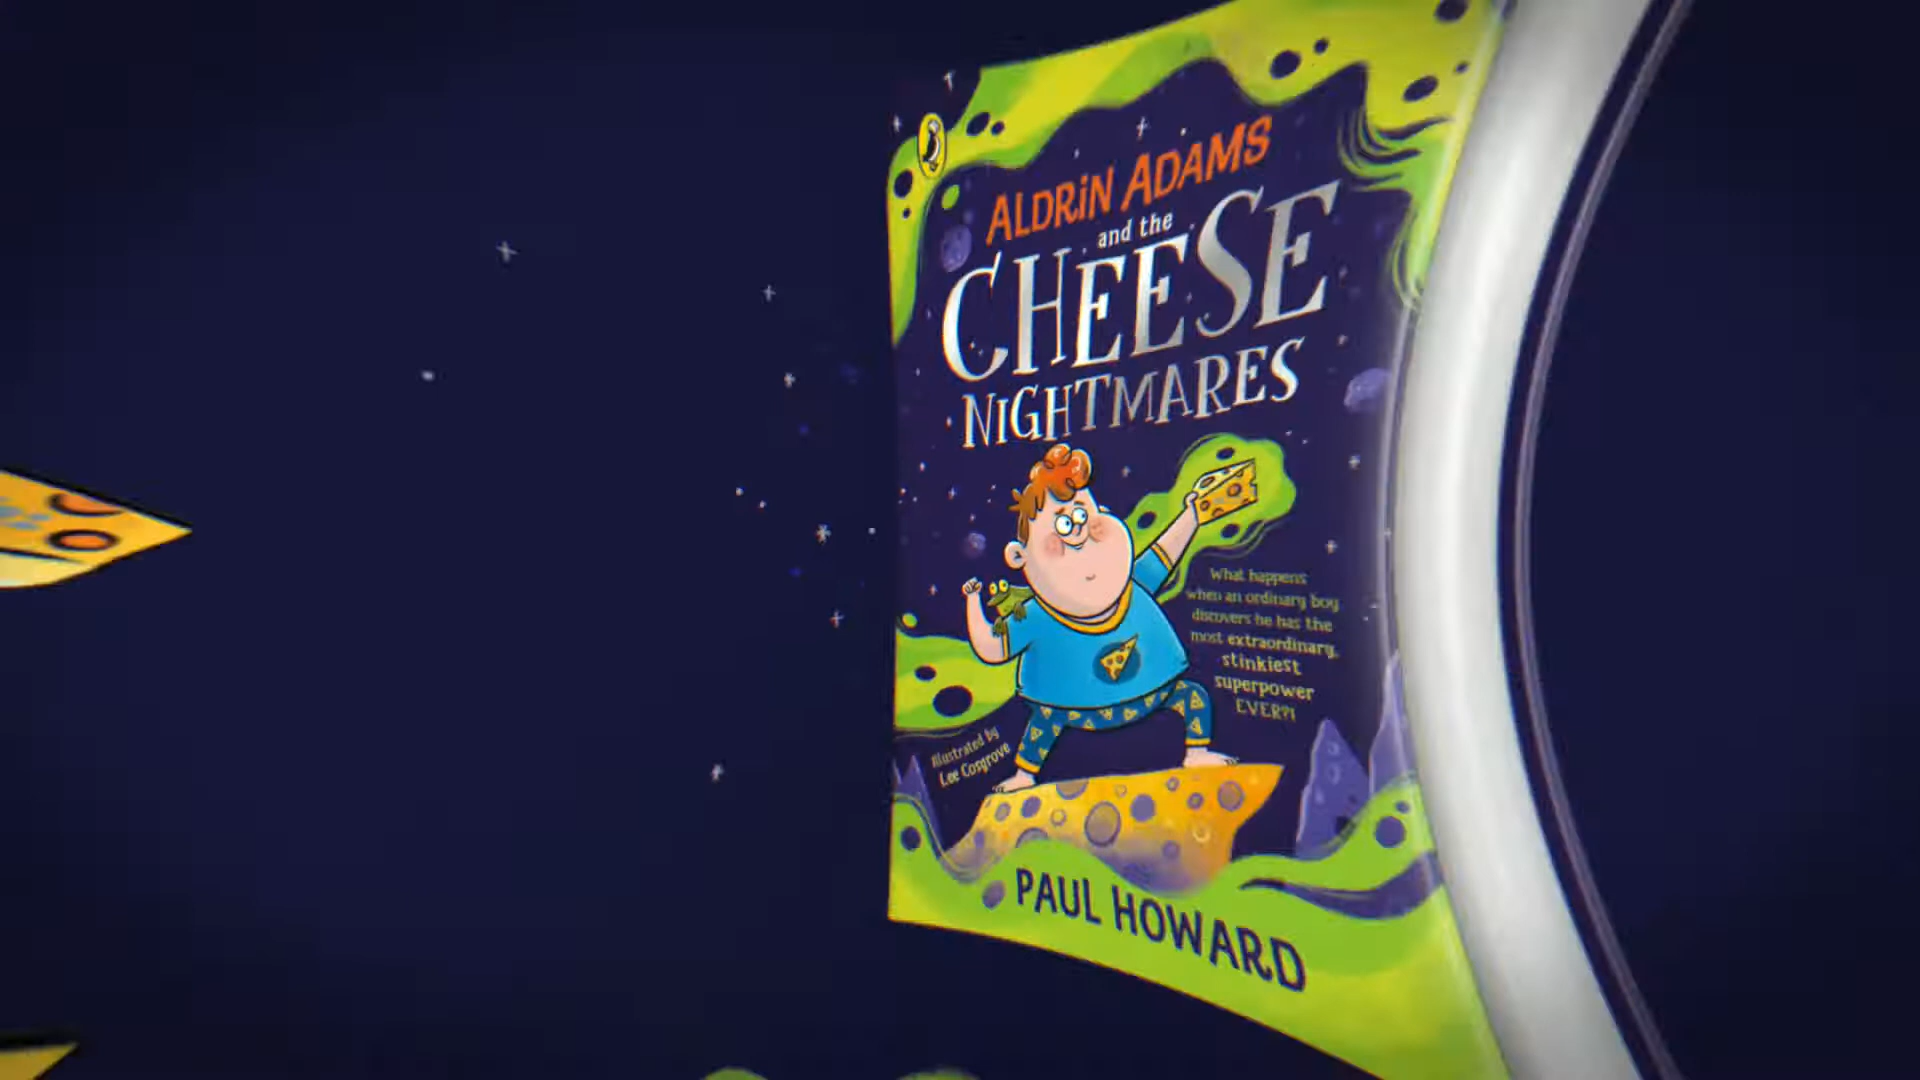 ALDRIN ADAMS
and the
CHEESE
NIGHTMARES
What happens
when an ordinary boy
discovers he has the
most extraordinary,
stinkiest
superpower
EVER?!
Illustrated by
Lee Cosgrove
PAUL HOWARD